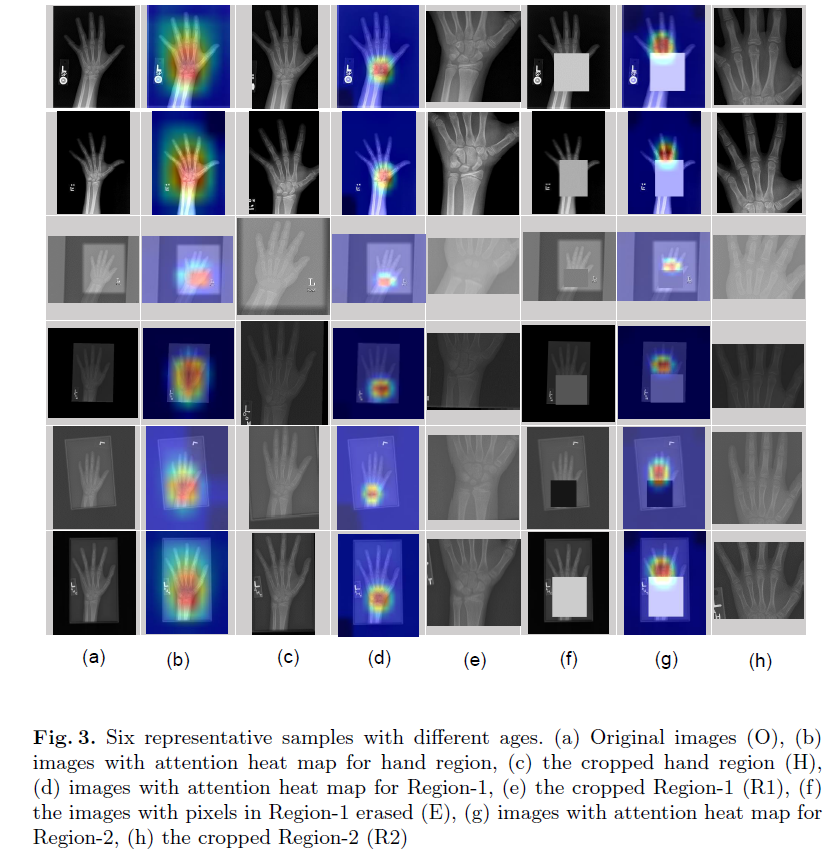 L
(a) (b) (c) (d) (e) (f) (g) (h)
Fig. 3. Six representative samples with different ages. (a) Original images (O), (b)
images with attention heat map for hand region, (c) the cropped hand region (H),
(d) images with attention heat map for Region-1, (e) the cropped Region-1 (R1), (f)
the images with pixels in Region-1 erased (E), (g) images with attention heat map for
Region-2, (h) the cropped Region-2 (R2)